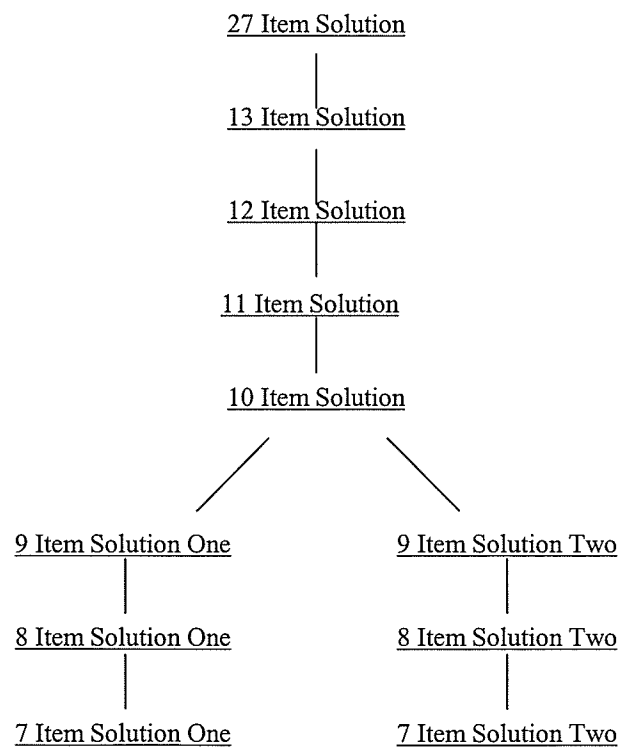 27 Item Solution
13 Item Solution
12 Item Solution
11 Item Solution
10 Item Solution
9 Item Solution One
9 Item Solution Two
8 Item Solution One
8 Item Solution Two
7 Item Solution One
7 Item Solution Two